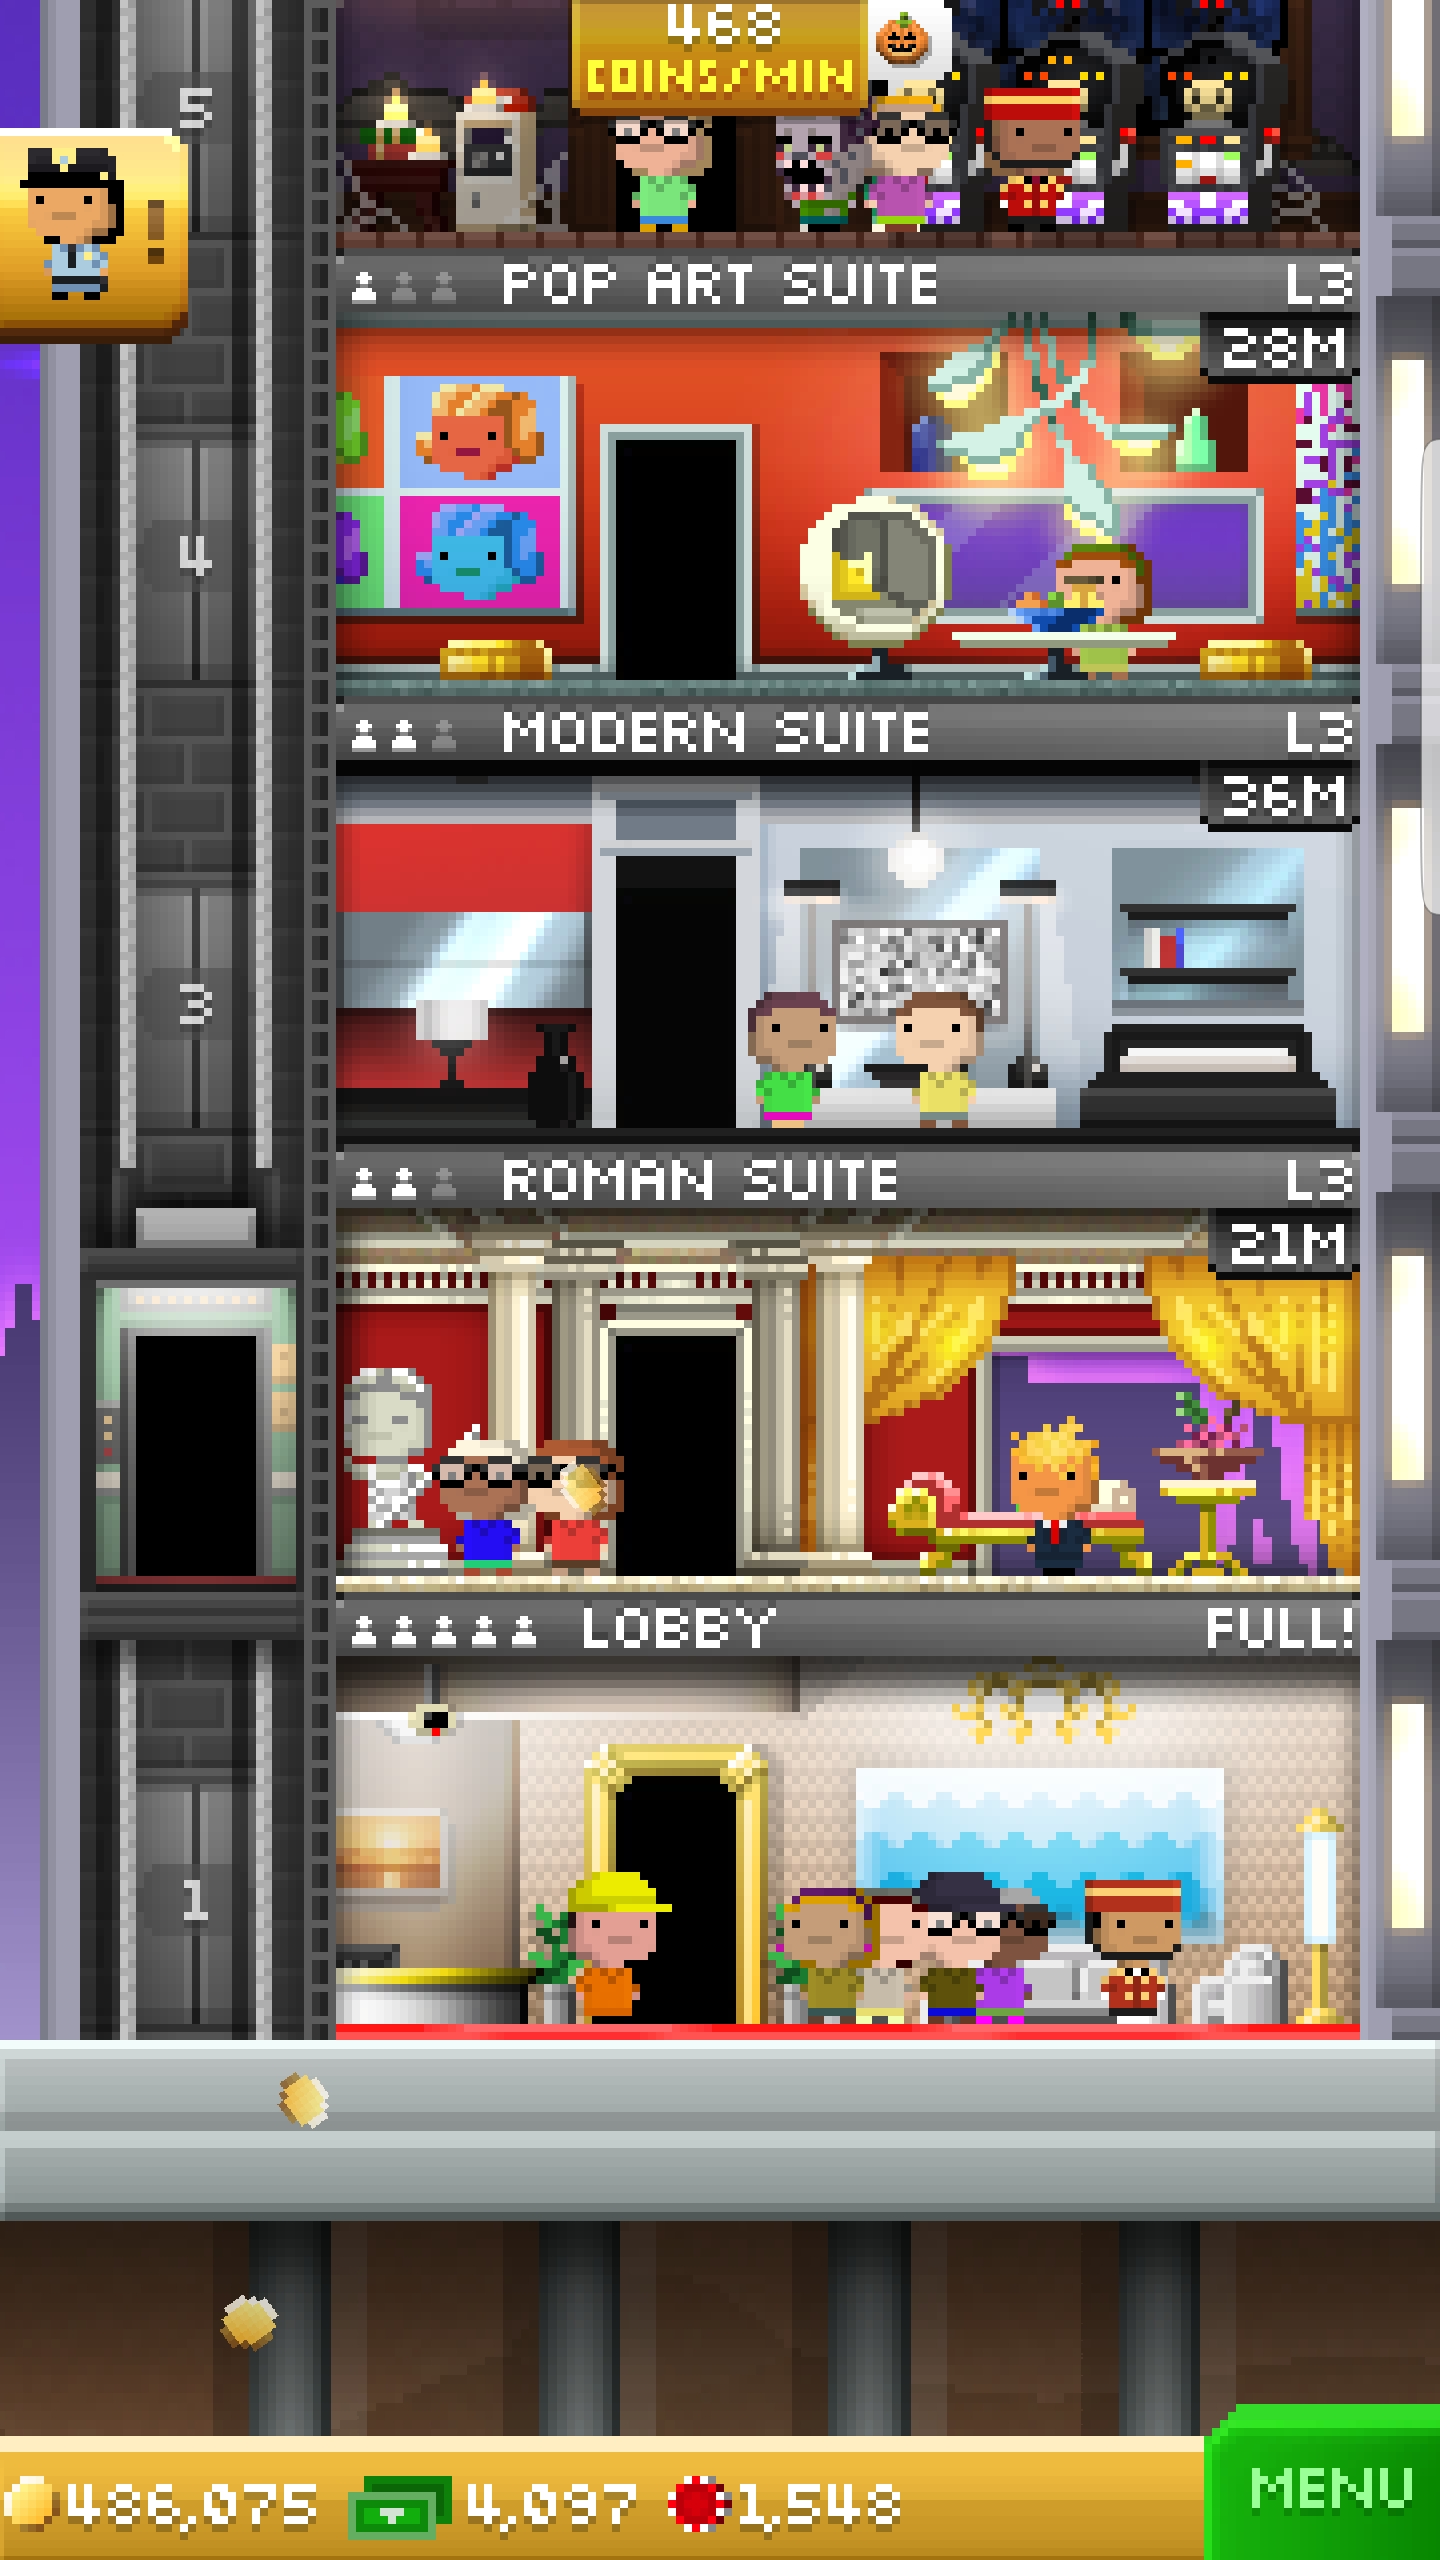 468
COINS/MIN
5
!
POP ART SUITE L3
28M
4
MODERN SUITE L3
36M
3
ROMAN SUITE L3
21M
LOBBY FULL!
1
486,075 4,097 1,548
MENU